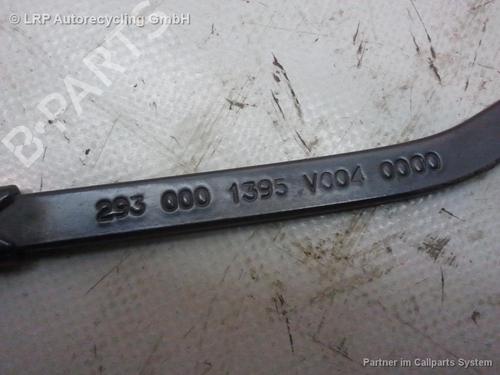 © LRP Autorecycling GmbH
B-PARTS
293 000 1395 V004 0000
Partner im Callparts System